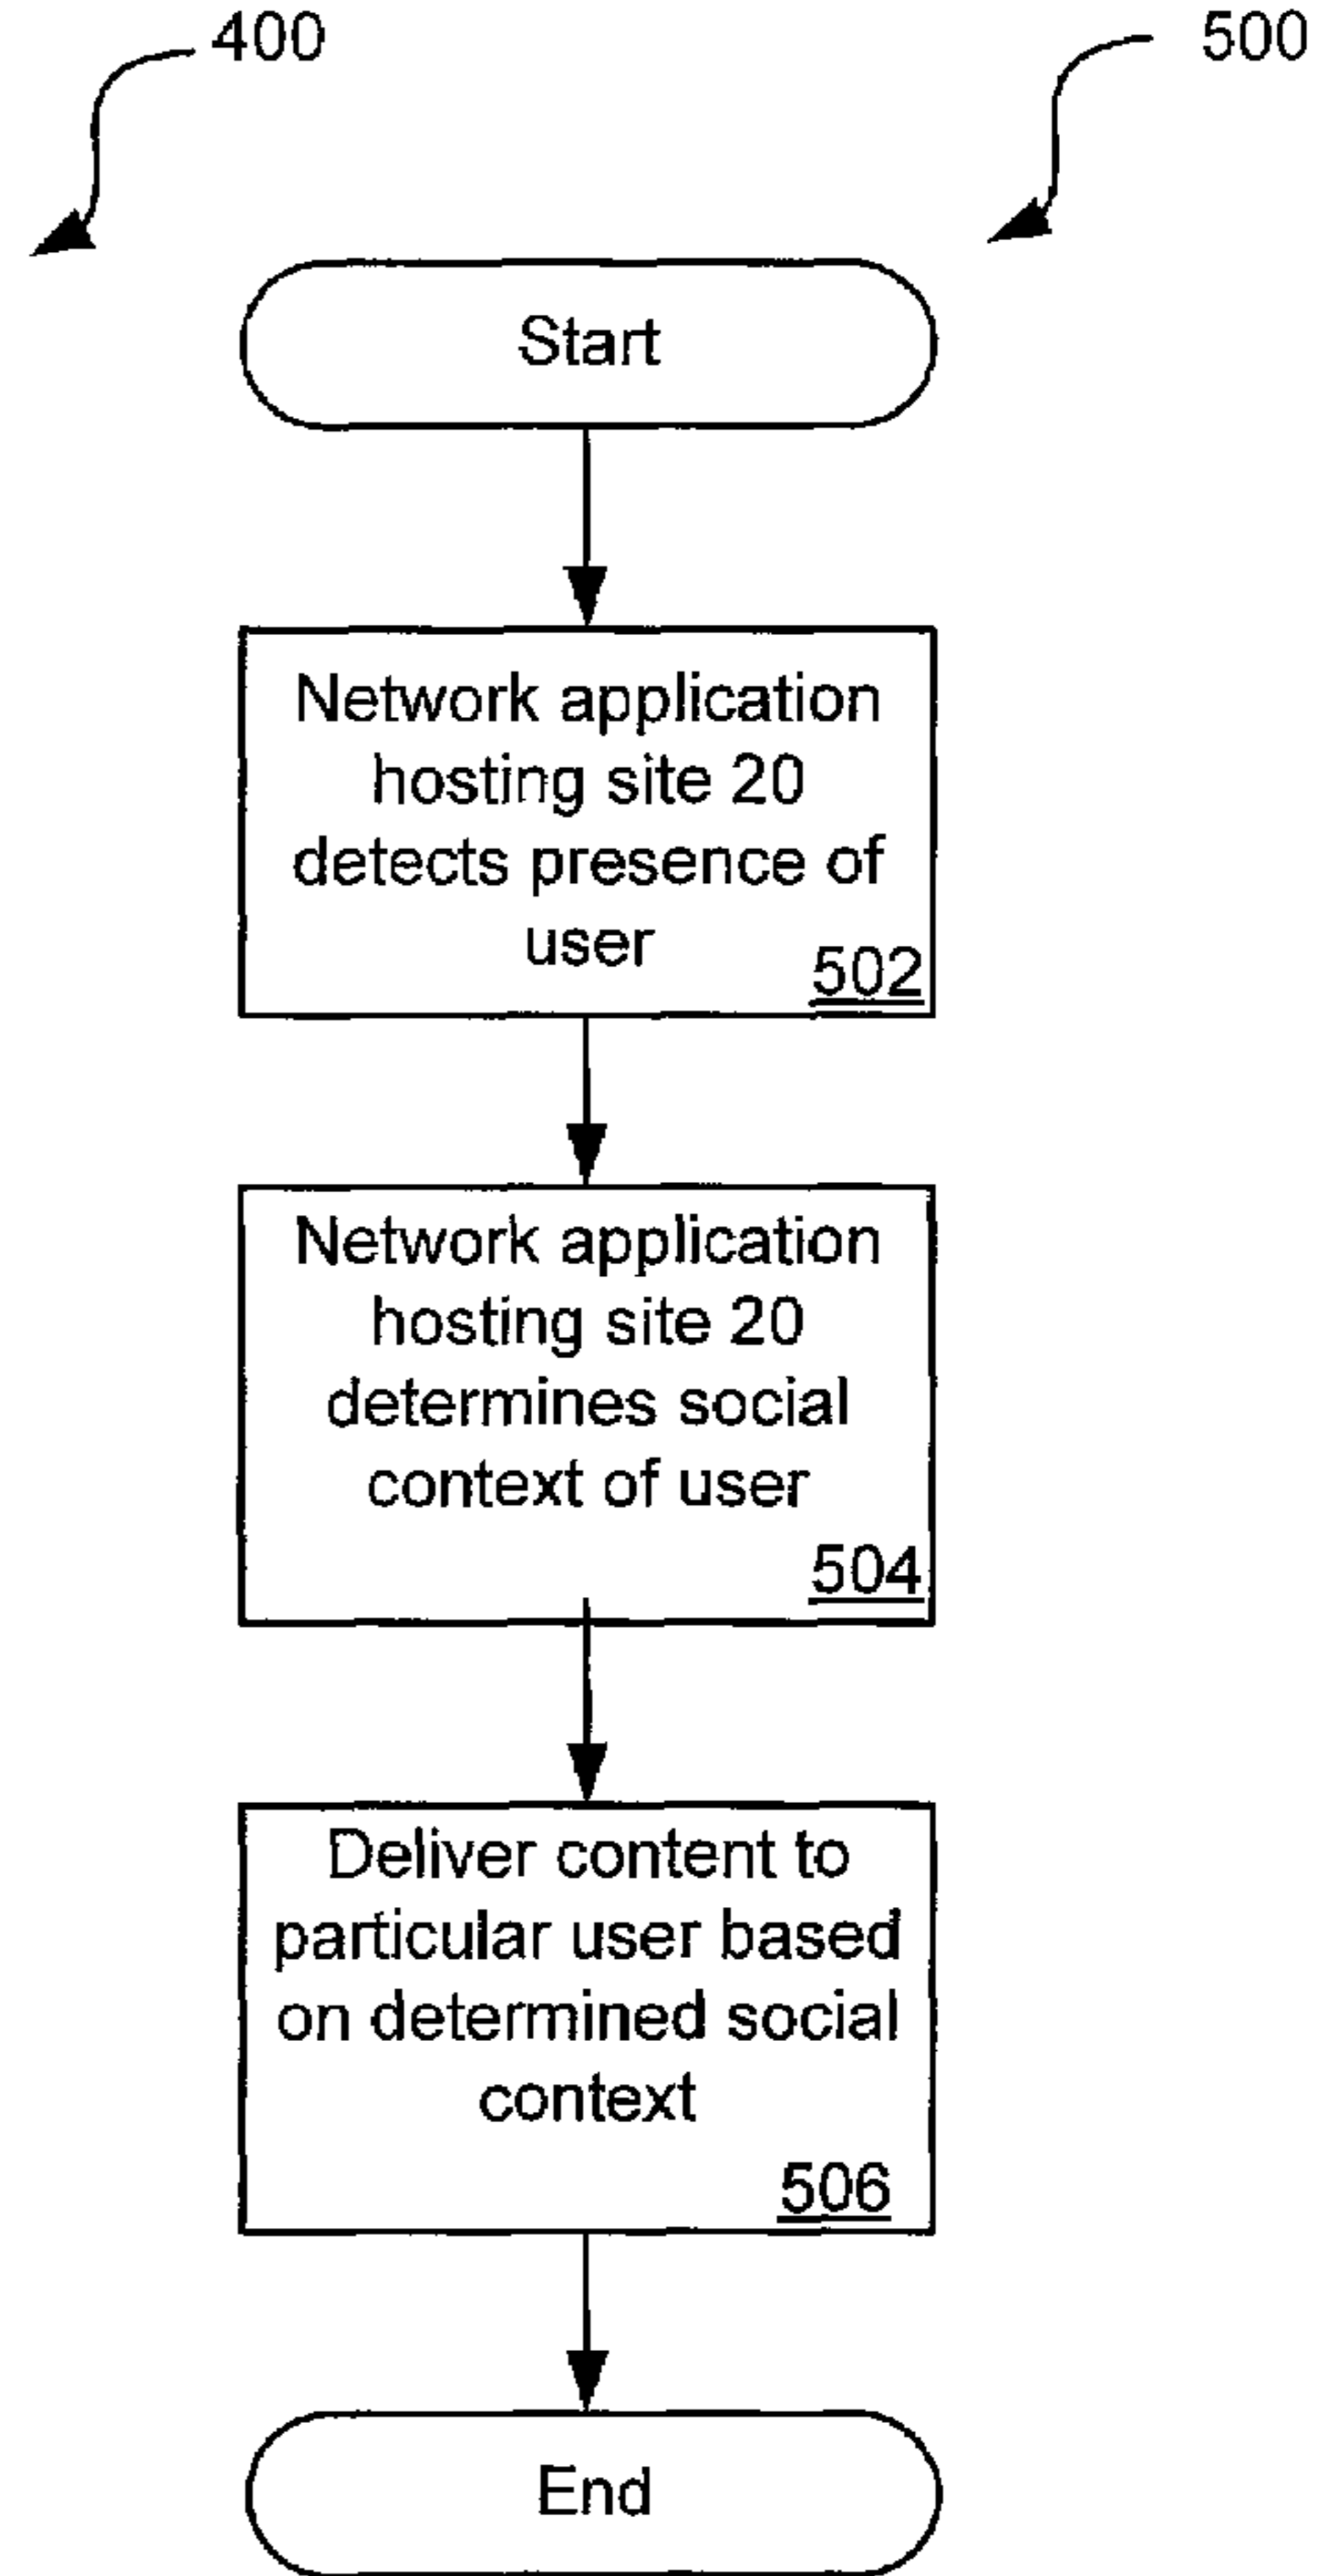 400
500
Start
Network application
hosting site 20
detects presence of
user
502
Network application
hosting site 20
determines social
context of user
504
Deliver content to
particular user based
on determined social
context
506
End